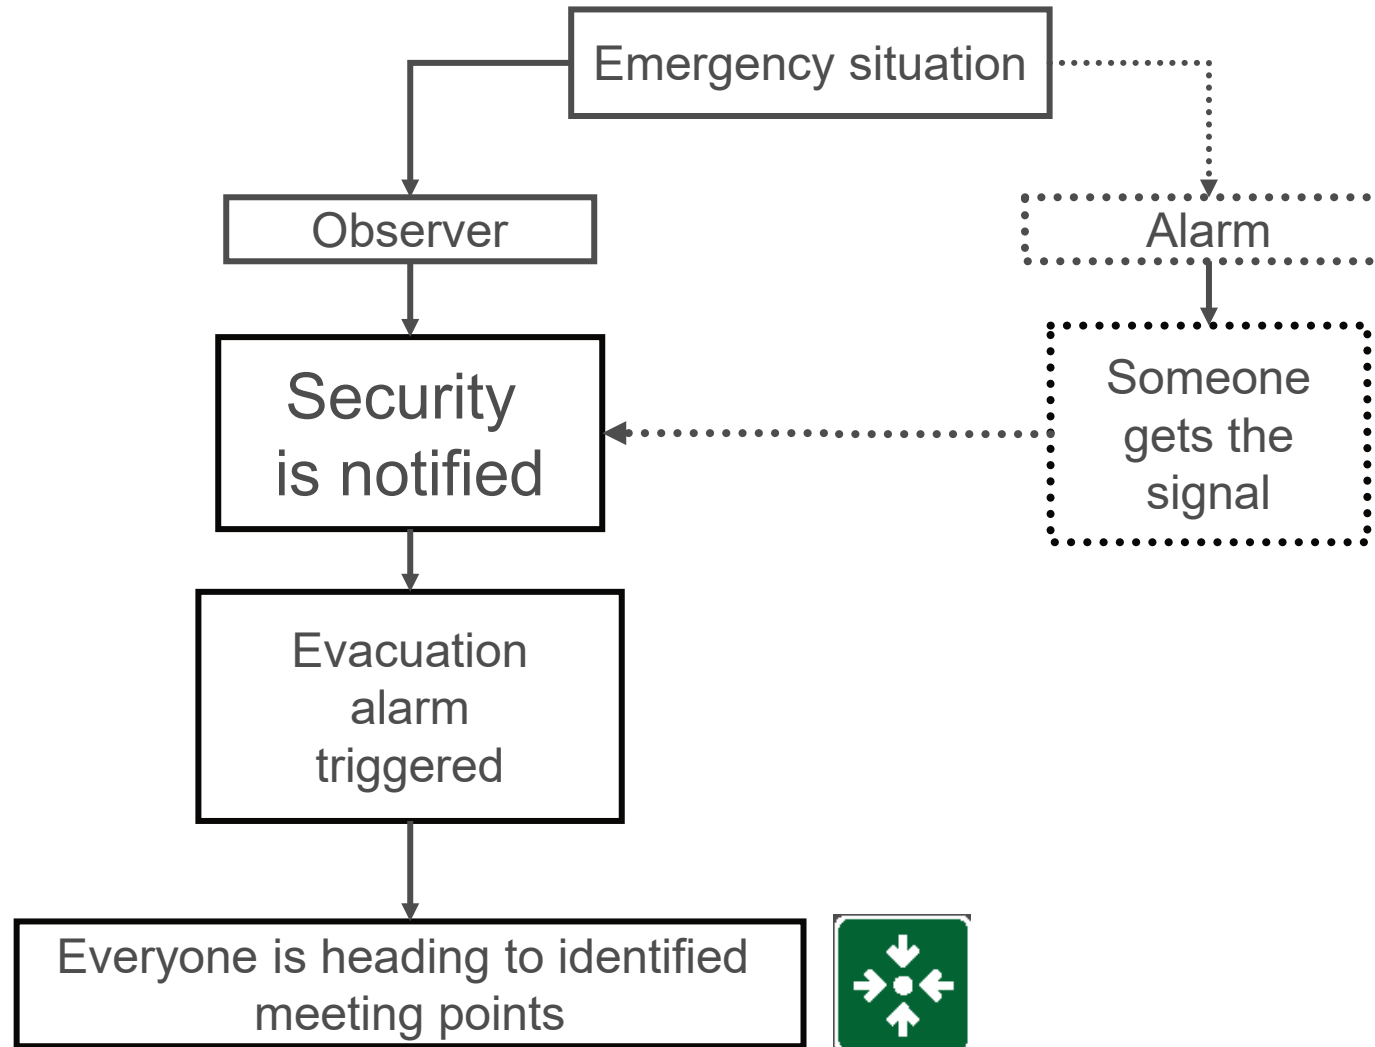 Emergency situation
Observer
Alarm
Security
is notified
Someone
gets the
signal
Evacuation
alarm
triggered
Everyone is heading to identified
meeting points